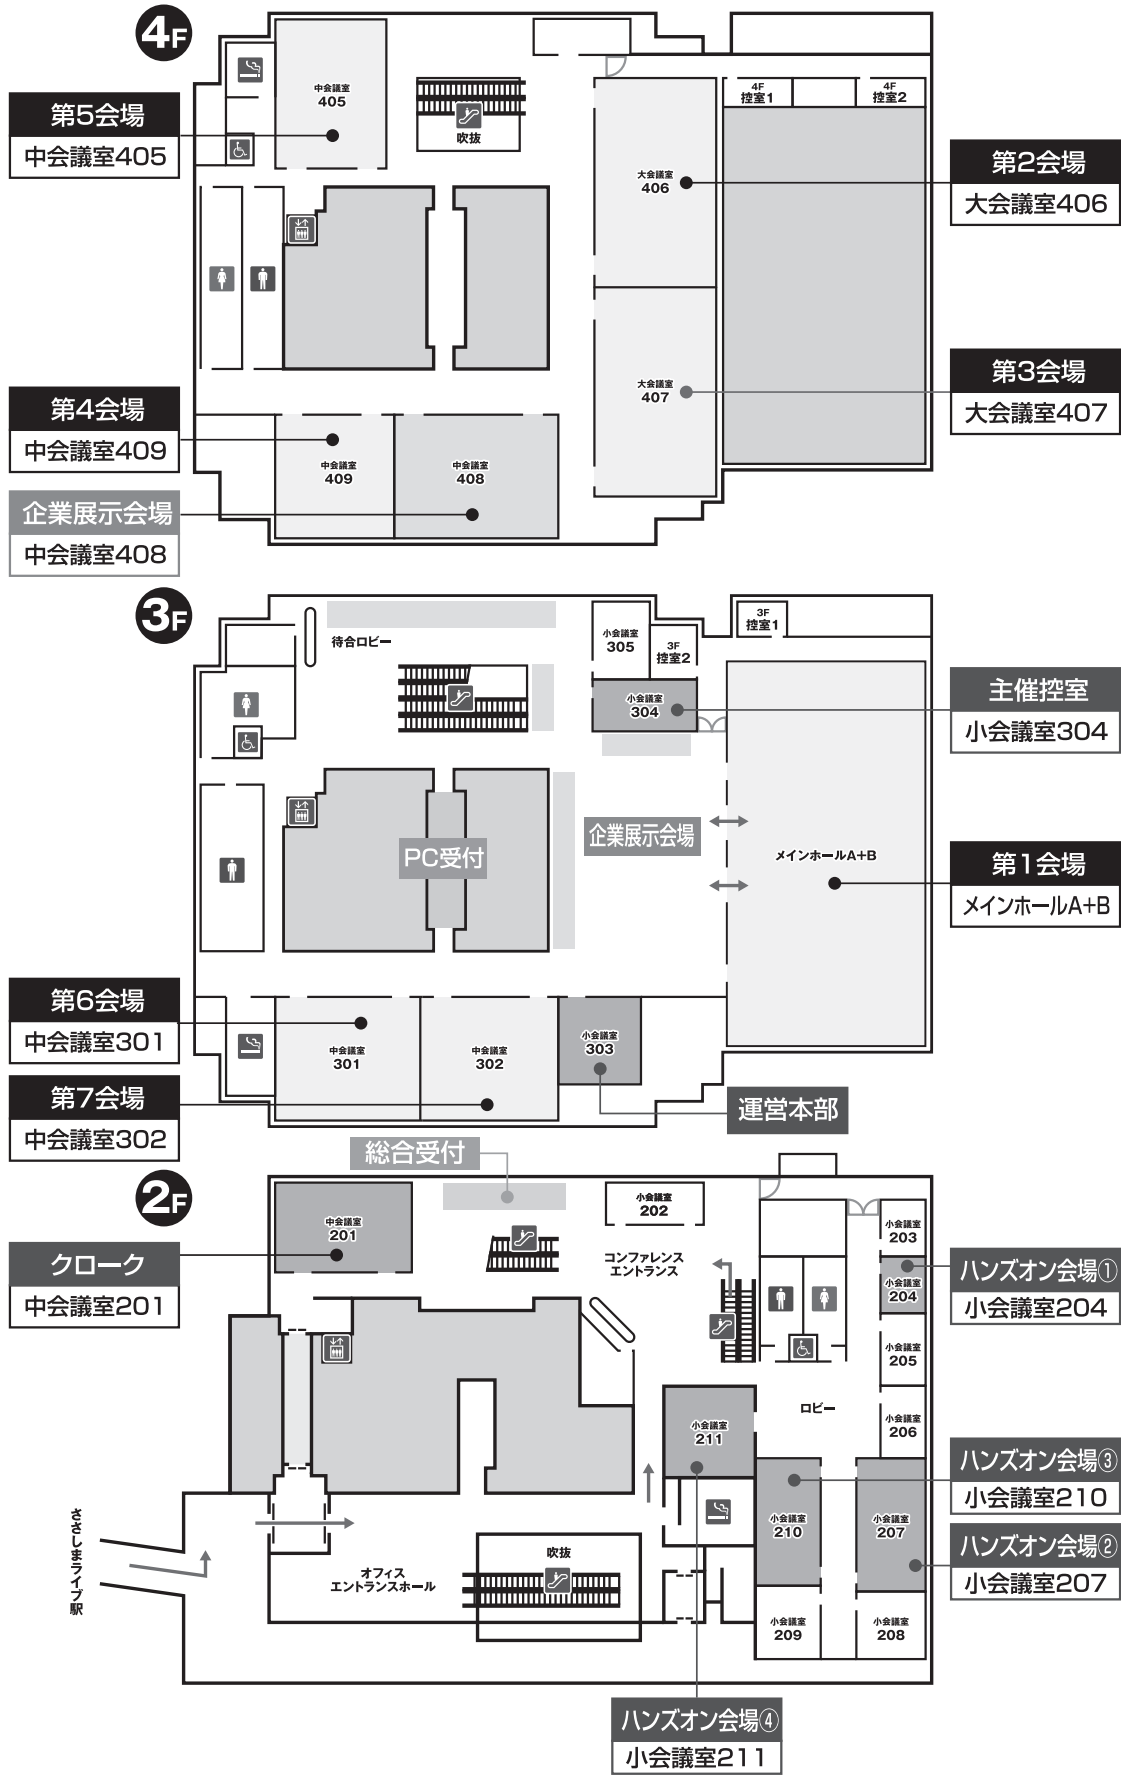 4F
第5会場
中会議室405
中会議室
405
吹抜
4F
控室1
4F
控室2
大会議室
406
第2会場
大会議室406
大会議室
407
第3会場
大会議室407
第4会場
中会議室409
中会議室
409
中会議室
408
企業展示会場
中会議室408
3F
待合ロビー
小会議室
305
3F
控室2
3F
控室1
小会議室
304
主催控室
小会議室304
PC受付
企業展示会場
メインホールA+B
第1会場
メインホールA+B
第6会場
中会議室301
中会議室
301
中会議室
302
小会議室
303
第7会場
中会議室302
運営本部
総合受付
2F
クローク
中会議室201
中会議室
201
小会議室
202
コンファレンス
エントランス
小会議室
203
小会議室
204
ハンズオン会場①
小会議室204
小会議室
205
ロビー
小会議室
206
小会議室
211
ハンズオン会場③
小会議室210
小会議室
210
小会議室
207
ハンズオン会場②
小会議室207
ささしまライブ駅
オフィス
エントランスホール
吹抜
小会議室
209
小会議室
208
ハンズオン会場④
小会議室211